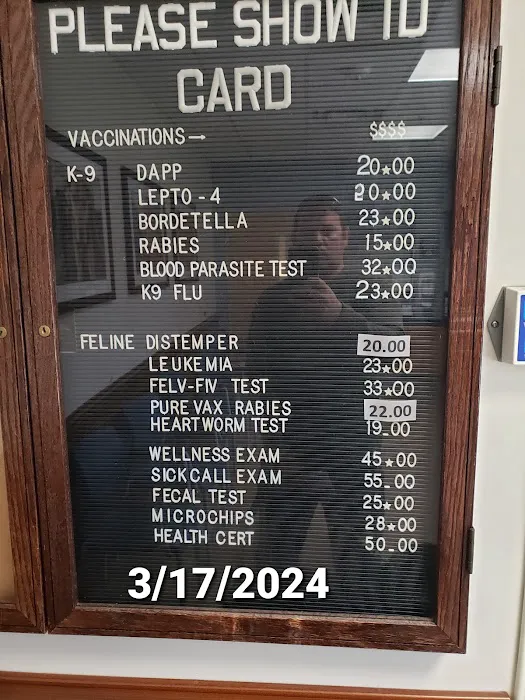 PLEASE SHOW ID
CARD
VACCINATIONS→ $$$$
K-9 DAPP 20★00
LEPTO-4 20★00
BORDETELLA 23★00
RABIES 15★00
BLOOD PARASITE TEST 32★00
K9 FLU 23★00
FELINE DISTEMPER 20.00
LEUKEMIA 23★00
FELV-FIV TEST 33★00
PUREVAX RABIES 22.00
HEARTWORM TEST 19-00
WELLNESS EXAM 45★00
SICKCALL EXAM 55-00
FECAL TEST 25★00
MICROCHIPS 28★00
HEALTH CERT 50-00
3/17/2024